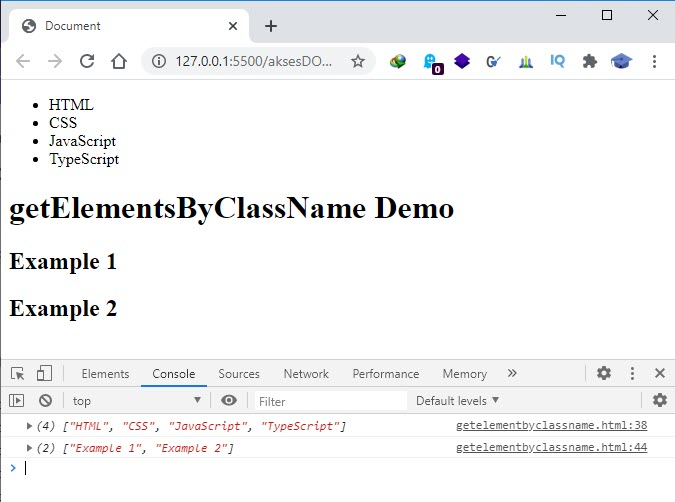 Document
127.0.0.1:5500/aksesDO...
0
G
IQ
HTML
CSS
JavaScript
TypeScript
getElementsByClassName Demo
Example 1
Example 2
Elements Console Sources Network Performance Memory »
top Filter Default levels
(4) ["HTML", "CSS", "JavaScript", "TypeScript"] getelementbyclassname.html:38
(2) ["Example 1", "Example 2"] getelementbyclassname.html:44